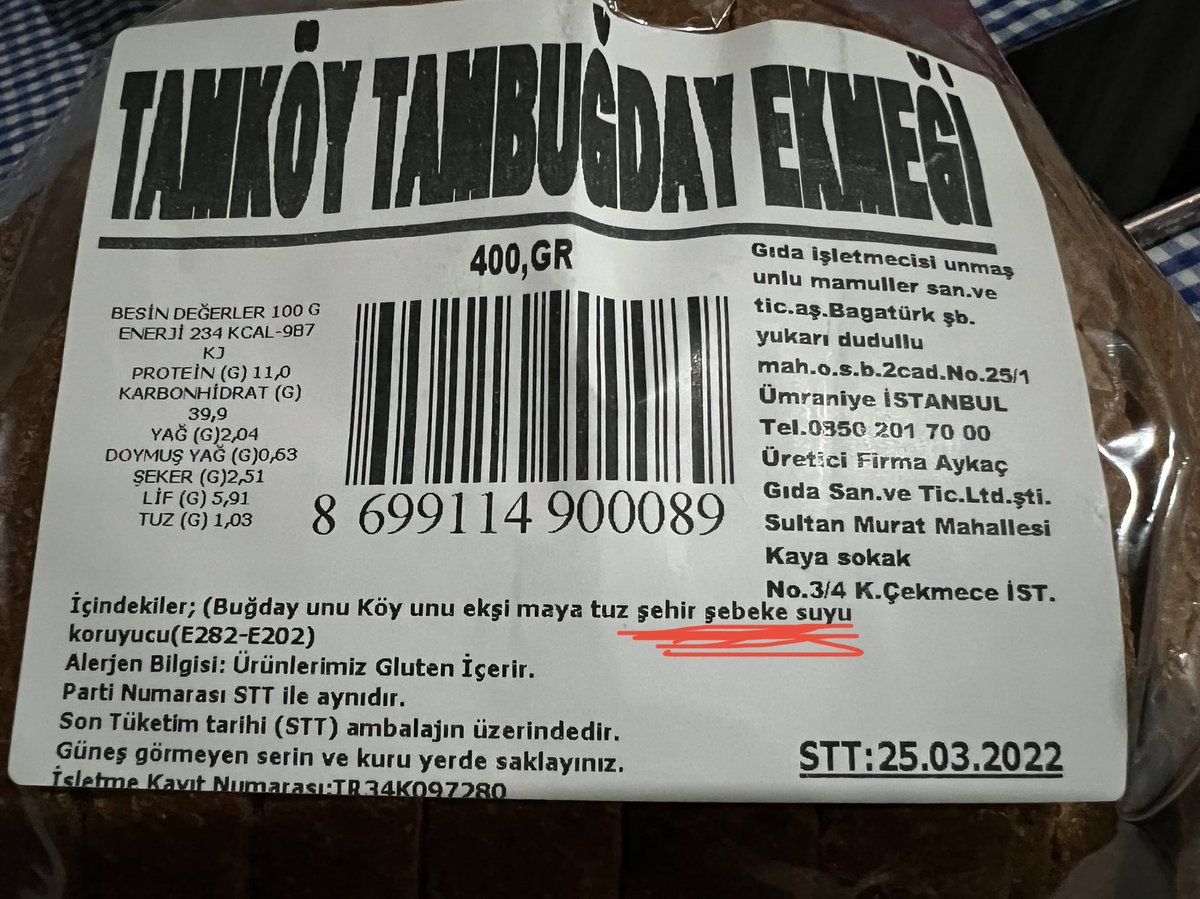 TAMKÖY TAMBUĞDAY EKMEĞİ
400,GR
BESİN DEĞERLER 100 G
ENERJİ 234 KCAL-987
KJ
PROTEİN (G) 11,0
KARBONHİDRAT (G)
39,9
YAĞ (G)2,04
DOYMUŞ YAĞ (G)0,63
ŞEKER (G)2,51
LİF (G) 5,91
TUZ (G) 1,03
8 699114 900089
Gıda işletmecisi unmaş
unlu mamuller san.ve
tic.aş.Bagatürk şb.
yukarı dudullu
mah.o.s.b.2cad.No.25/1
Ümraniye İSTANBUL
Tel.0850 201 70 00
Üretici Firma Aykaç
Gıda San.ve Tic.Ltd.şti.
Sultan Murat Mahallesi
Kaya sokak
No.3/4 K.Çekmece İST.
İçindekiler; (Buğday unu Köy unu ekşi maya tuz şehir şebeke suyu
koruyucu(E282-E202)
Alerjen Bilgisi: Ürünlerimiz Gluten İçerir.
Parti Numarası STT ile aynıdır.
Son Tüketim tarihi (STT) ambalajın üzerindedir.
Güneş görmeyen serin ve kuru yerde saklayınız.
İşletme Kayıt Numarası:TR34K097280
STT:25.03.2022